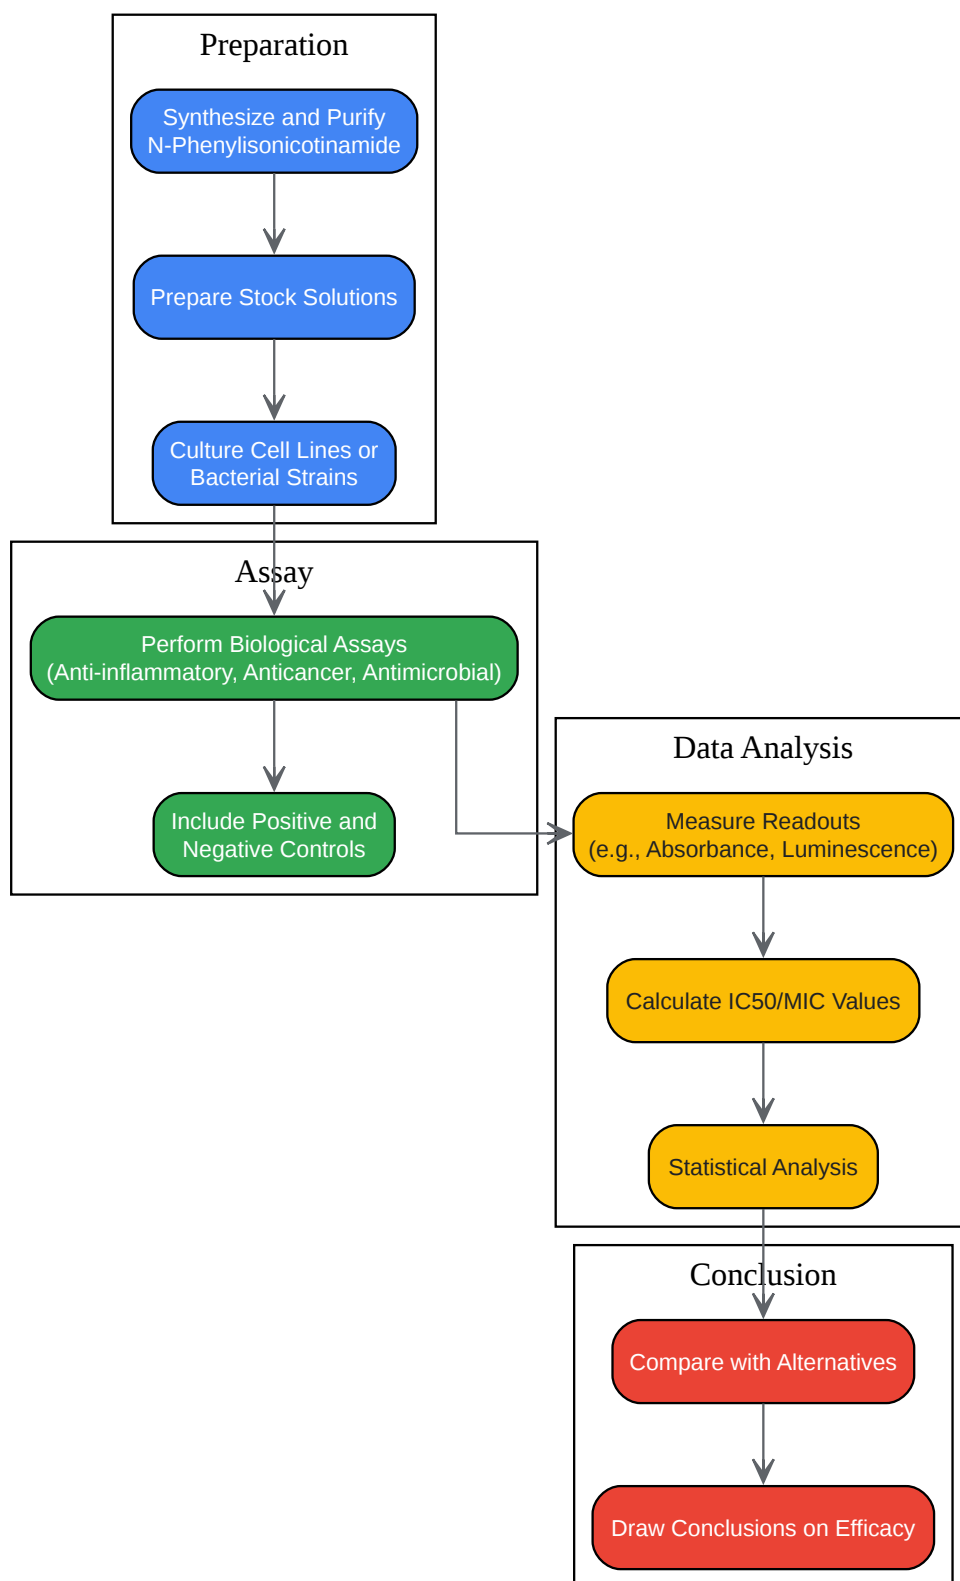 Preparation
Synthesize and Purify
N-Phenylisonicotinamide
Prepare Stock Solutions
Culture Cell Lines or
Bacterial Strains
Assay
Perform Biological Assays
(Anti-inflammatory, Anticancer, Antimicrobial)
Include Positive and
Negative Controls
Data Analysis
Measure Readouts
(e.g., Absorbance, Luminescence)
Calculate IC50/MIC Values
Statistical Analysis
Conclusion
Compare with Alternatives
Draw Conclusions on Efficacy